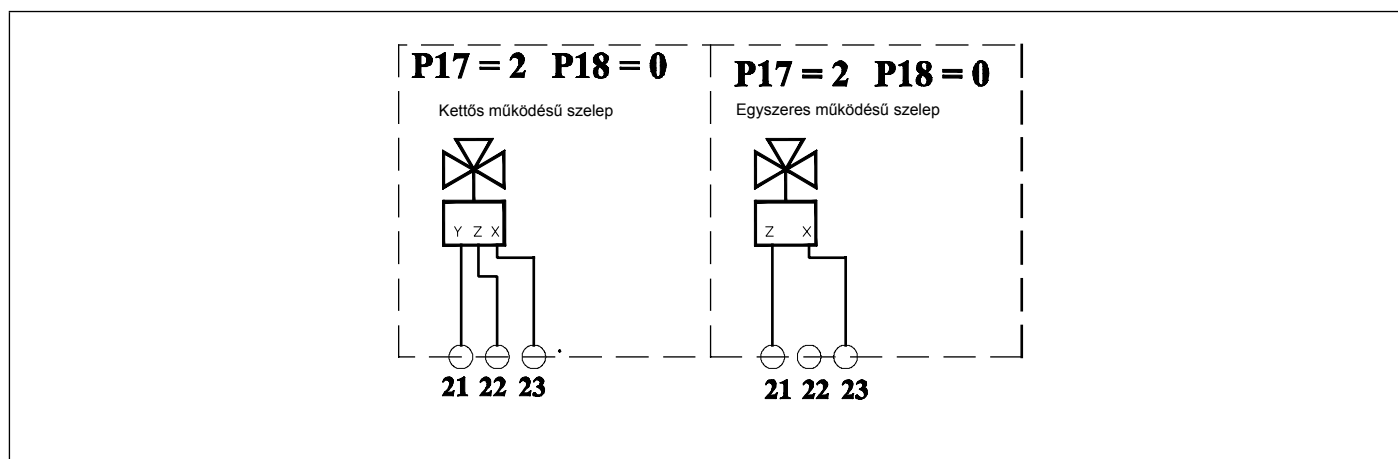 P17 = 2 P18 = 0
Kettős működésű szelep
Y Z X
21 22 23
P17 = 2 P18 = 0
Egyszeres működésű szelep
Z X
21 22 23